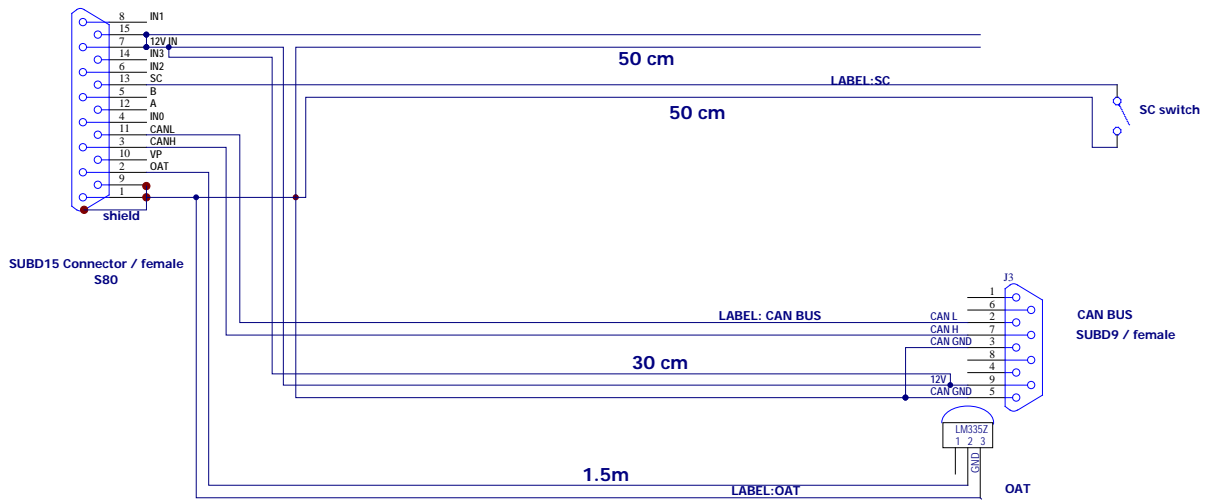 8 IN1
15
7 12V IN
14 IN3
6 IN2
13 SC
5 B
12 A
4 IN0
11 CANL
3 CANH
10 VP
2 OAT
9
1
shield
SUBD15 Connector / female
S80
50 cm
LABEL:SC
50 cm
SC switch
J3
1
6
LABEL: CAN BUS
CAN L 2
CAN H 7
CAN GND 3
8
4
12V 9
CAN GND 5
CAN BUS
SUBD9 / female
30 cm
LM335Z
1 2 3
GND
1.5m
LABEL:OAT
OAT